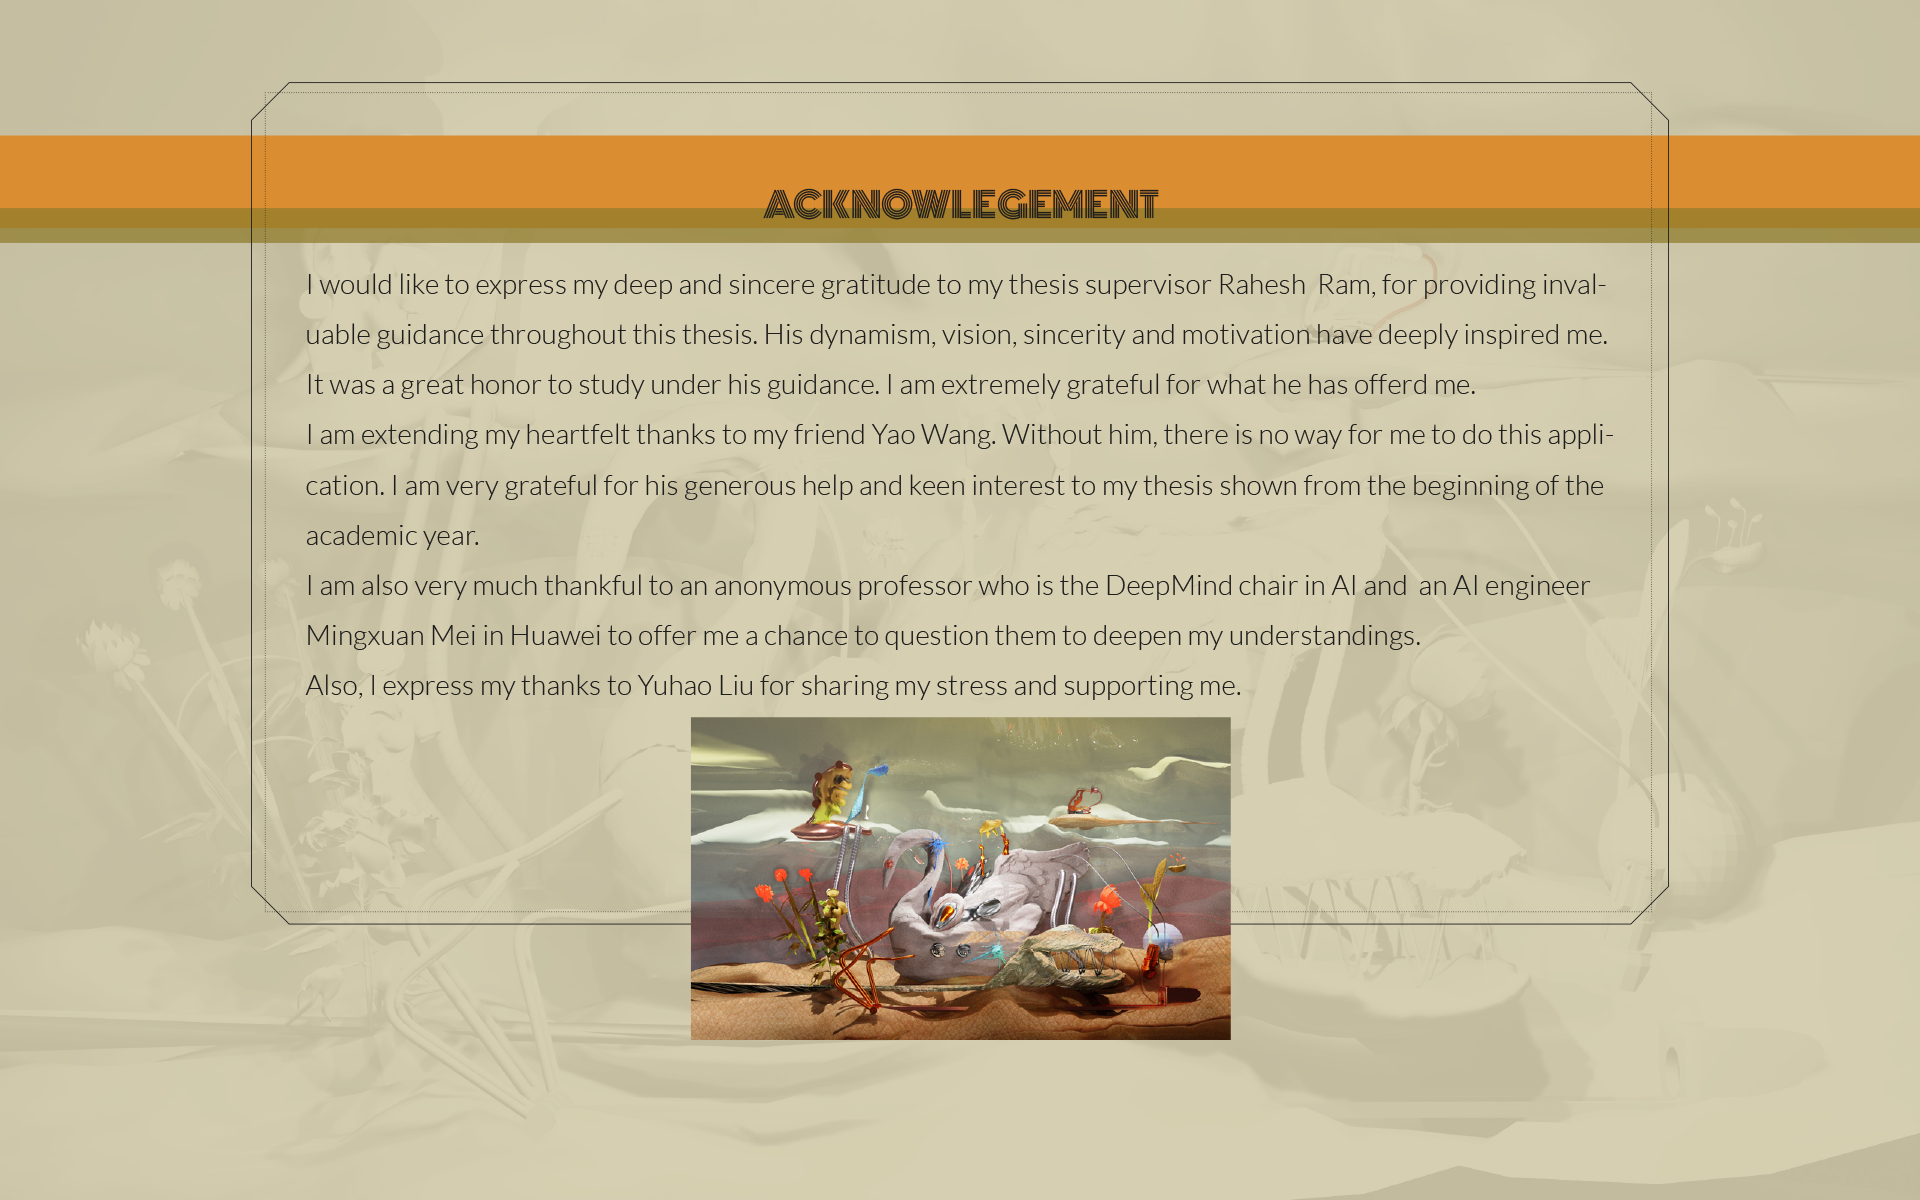 ACKNOWLEGEMENT
I would like to express my deep and sincere gratitude to my thesis supervisor Rahesh  Ram, for providing inval-
uable guidance throughout this thesis. His dynamism, vision, sincerity and motivation have deeply inspired me.
It was a great honor to study under his guidance. I am extremely grateful for what he has offerd me.
I am extending my heartfelt thanks to my friend Yao Wang. Without him, there is no way for me to do this appli-
cation. I am very grateful for his generous help and keen interest to my thesis shown from the beginning of the
academic year.
I am also very much thankful to an anonymous professor who is the DeepMind chair in AI and  an AI engineer
Mingxuan Mei in Huawei to offer me a chance to question them to deepen my understandings.
Also, I express my thanks to Yuhao Liu for sharing my stress and supporting me.